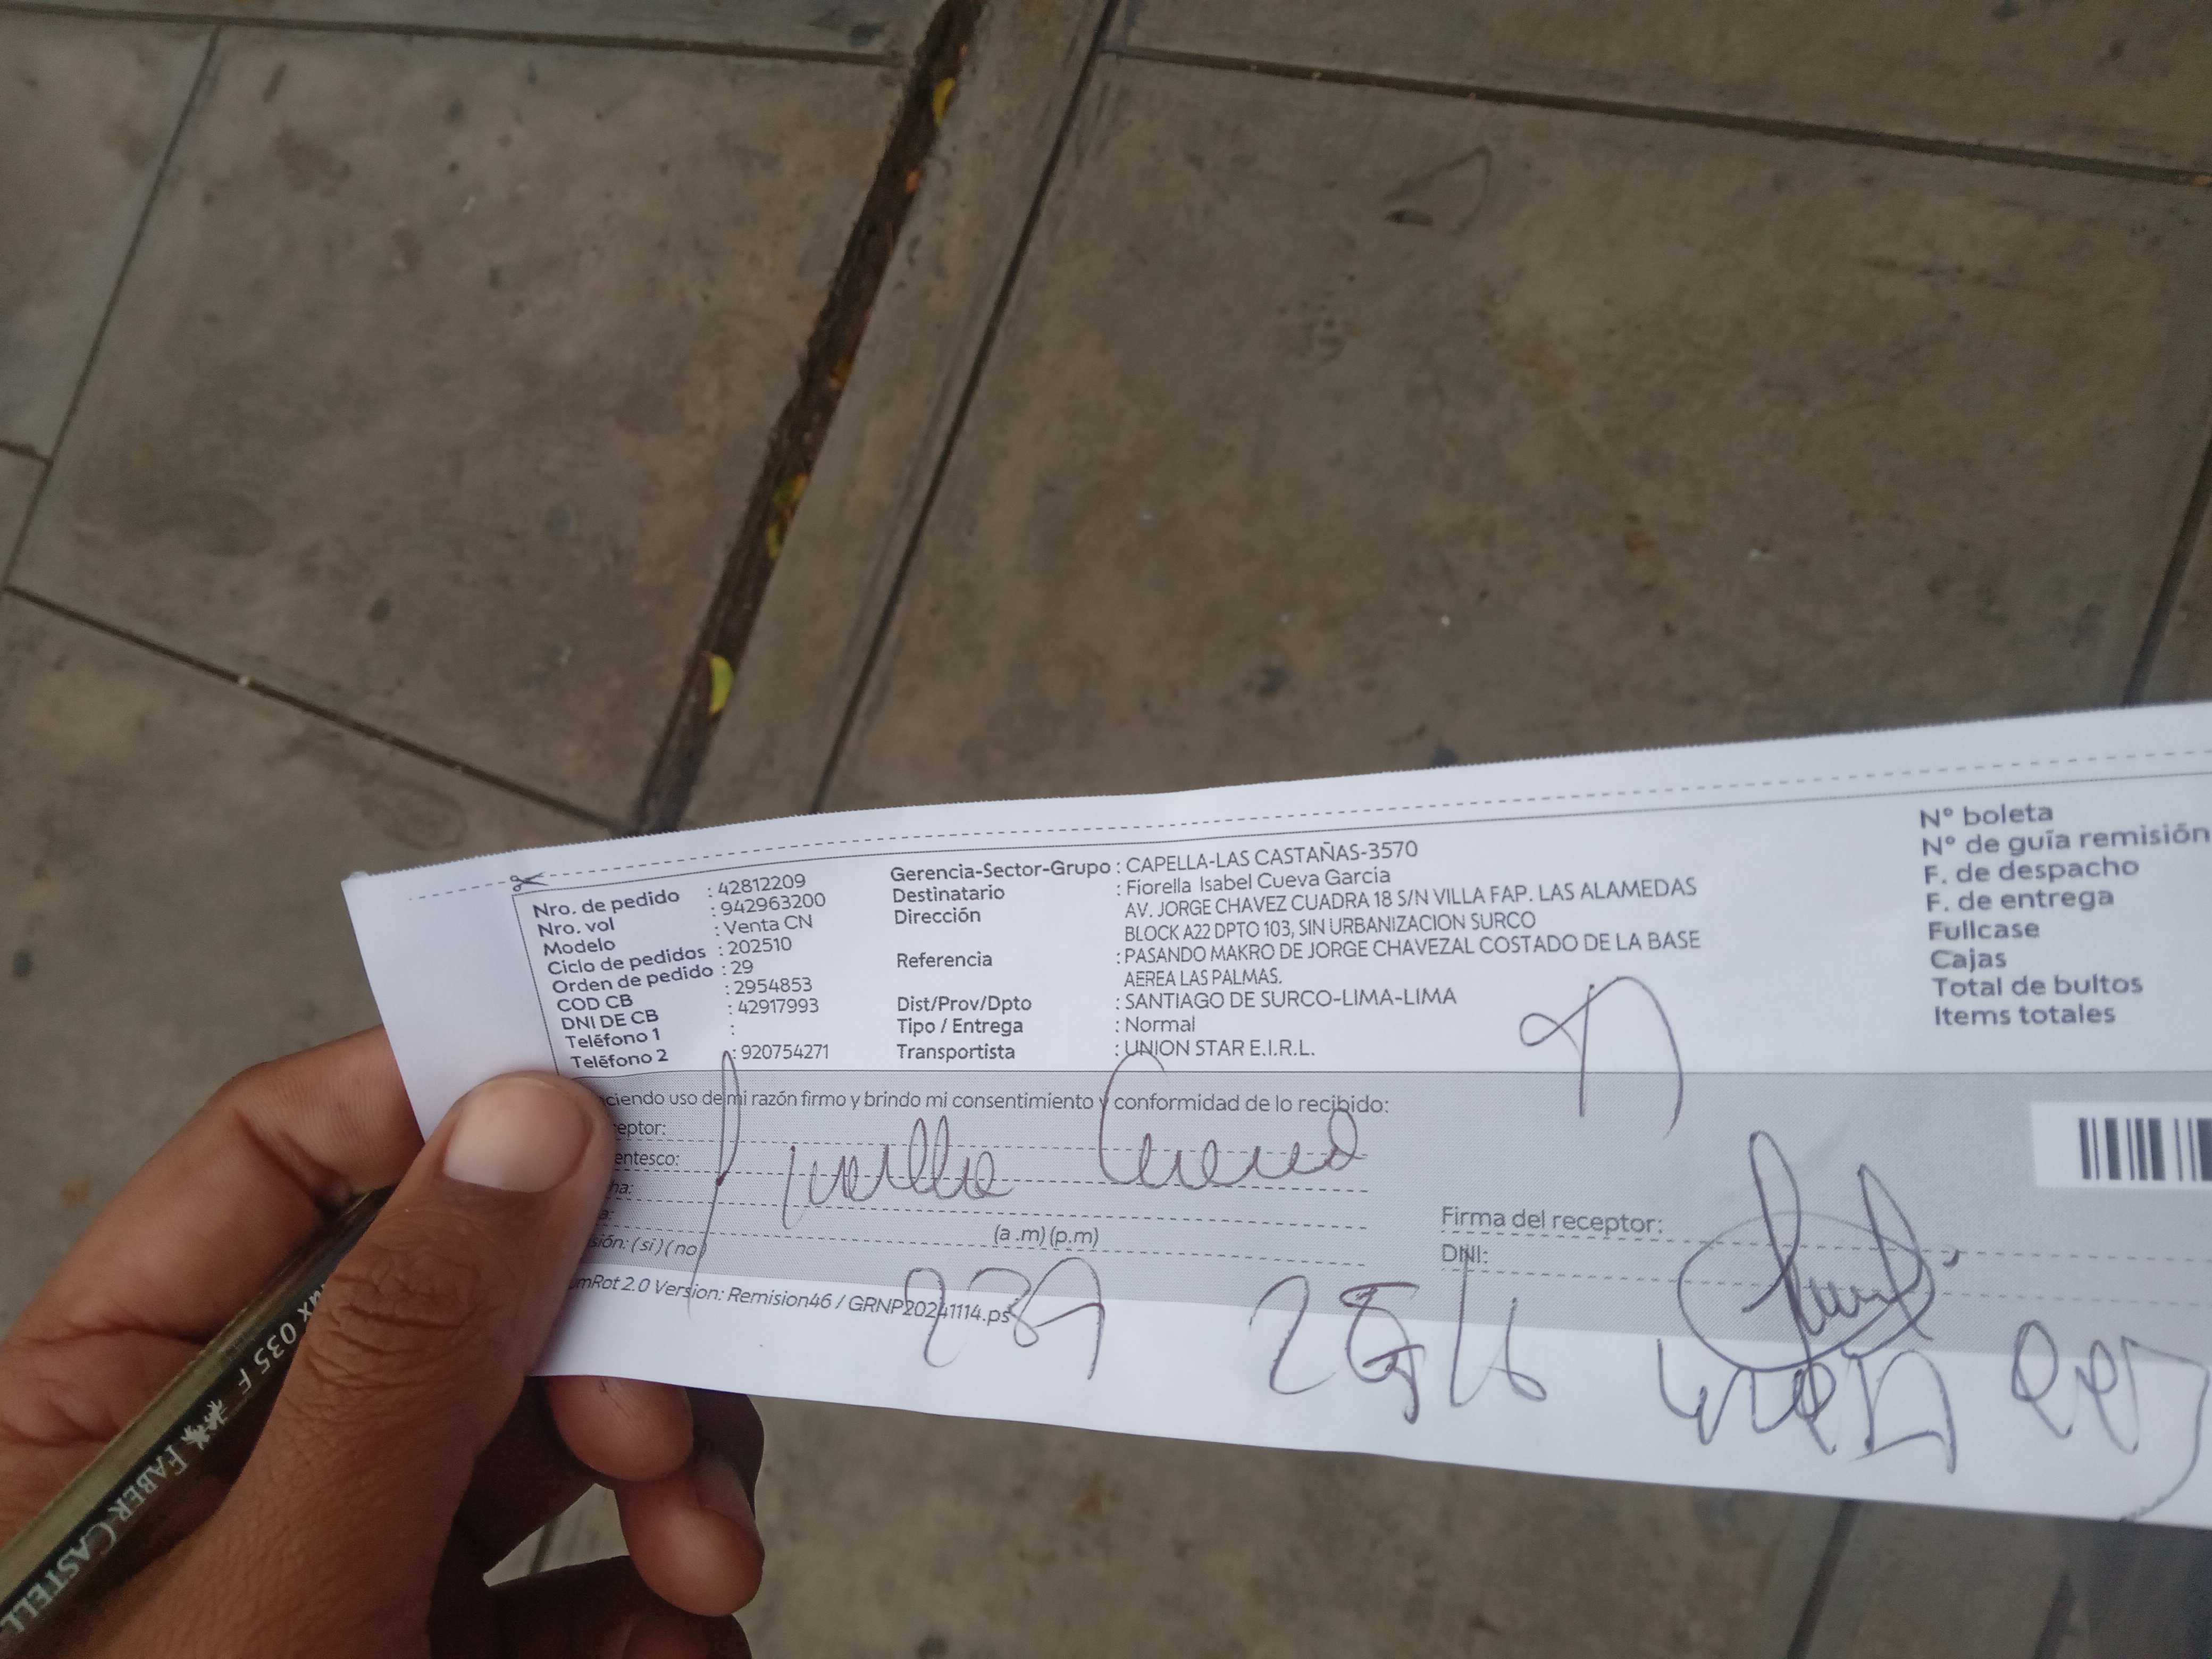 Nro. de pedido : 42812209
Nro. vol : 942963200
Modelo : Venta CN
Ciclo de pedidos : 202510
Orden de pedido : 29
COD CB : 2954853
DNI DE CB : 42917993
Teléfono 1 :
Teléfono 2 : 920754271
Gerencia-Sector-Grupo : CAPELLA-LAS CASTAÑAS-3570
Destinatario : Fiorella Isabel Cueva Garcia
Dirección AV. JORGE CHAVEZ CUADRA 18 S/N VILLA FAP. LAS ALAMEDAS
BLOCK A22 DPTO 103, SIN URBANIZACION SURCO
Referencia : PASANDO MAKRO DE JORGE CHAVEZAL COSTADO DE LA BASE
AEREA LAS PALMAS.
Dist/Prov/Dpto : SANTIAGO DE SURCO-LIMA-LIMA
Tipo / Entrega : Normal
Transportista : UNION STAR E.I.R.L.
N° boleta
N° de guía remisión
F. de despacho
F. de entrega
Fullcase
Cajas
Total de bultos
Items totales
ciendo uso de mi razón firmo y brindo mi consentimiento y conformidad de lo recibido:
eptor:
entesco:
ha:
a: (a .m) (p.m)
sión: ( si ) ( no )
Firma del receptor:
DNI:
mRot 2.0 Version: Remision46 / GRNP20241114.ps
ux 035 F FABER CASTELL